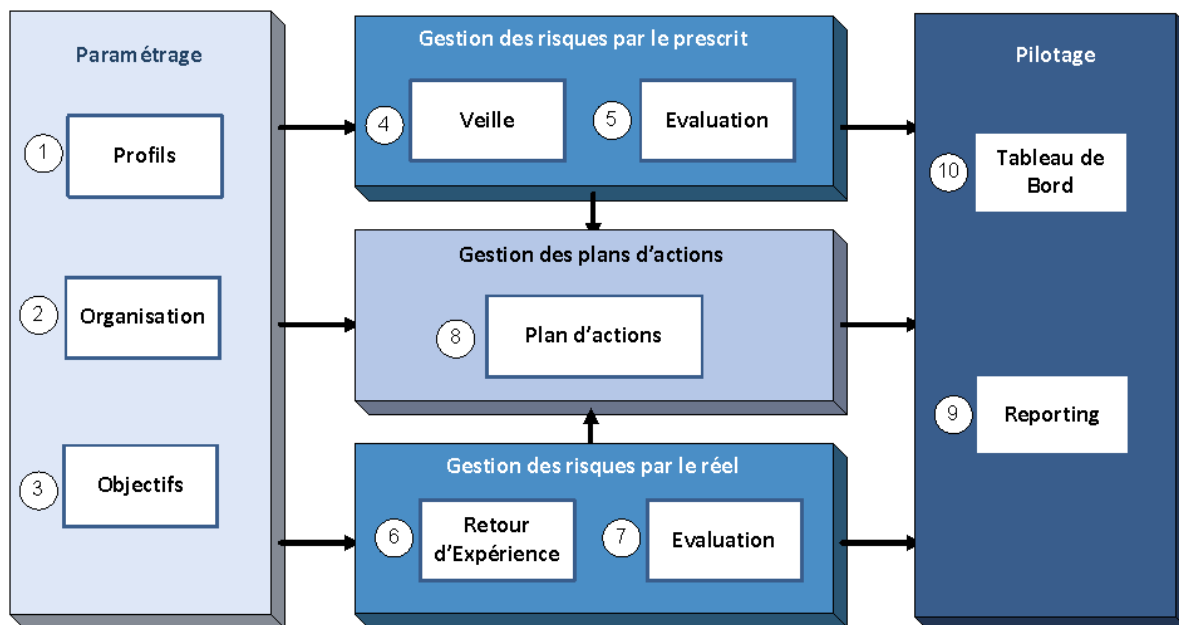 Paramétrage
1
Profils
2
Organisation
3
Objectifs
Gestion des risques par le prescrit
4
Veille
5
Evaluation
Gestion des plans d'actions
8
Plan d'actions
Gestion des risques par le réel
6
Retour
d'Expérience
7
Evaluation
Pilotage
10
Tableau de
Bord
9
Reporting